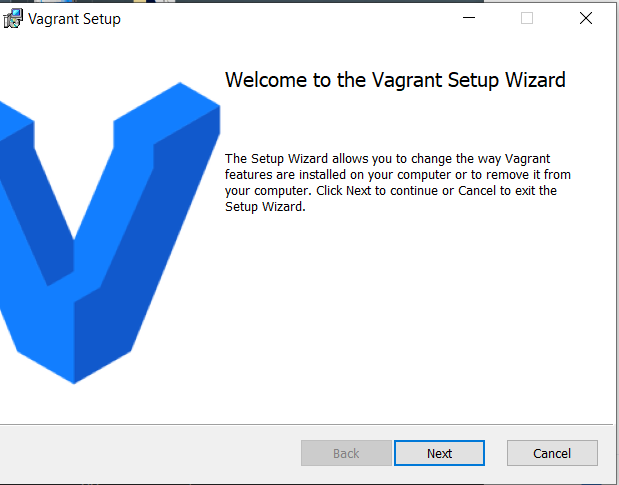 Vagrant Setup
Welcome to the Vagrant Setup Wizard
The Setup Wizard allows you to change the way Vagrant
features are installed on your computer or to remove it from
your computer. Click Next to continue or Cancel to exit the
Setup Wizard.
Back Next Cancel